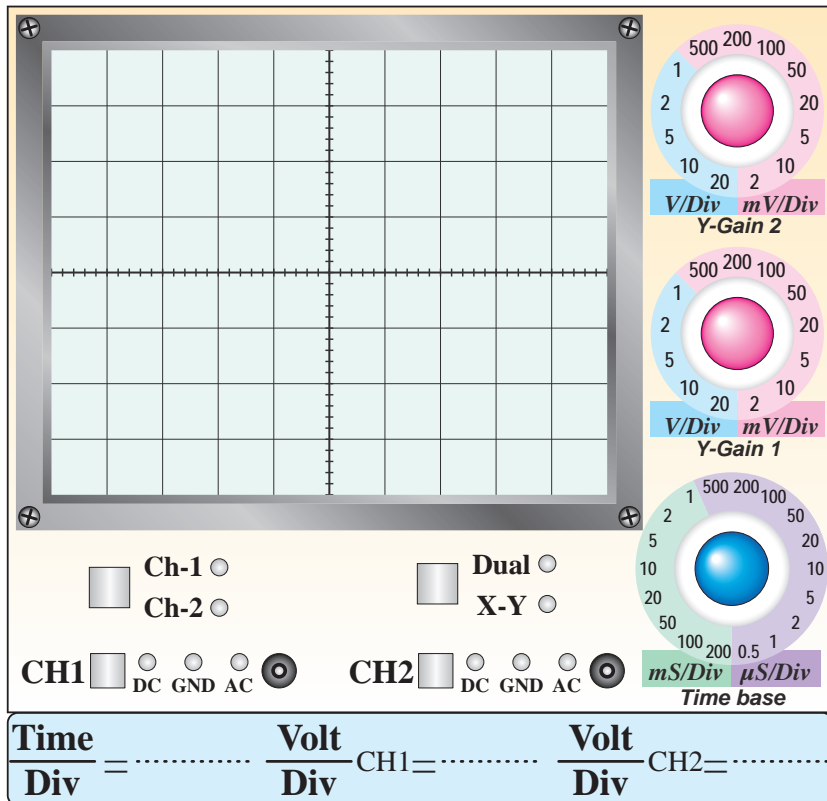 500 200 100 50 20 5 10 2
1 2 5 10 20
V/Div mV/Div
Y-Gain 2
500 200 100 50 20 5 10 2
1 2 5 10 20
V/Div mV/Div
Y-Gain 1
500 200 100 50 20 10 5 2 1 0.5
1 2 5 10 20 50 100 200
mS/Div µS/Div
Time base
Ch-1
Ch-2
Dual
X-Y
CH1 DC GND AC
CH2 DC GND AC
Time/Div = ............ Volt/Div CH1= ............ Volt/Div CH2= ............